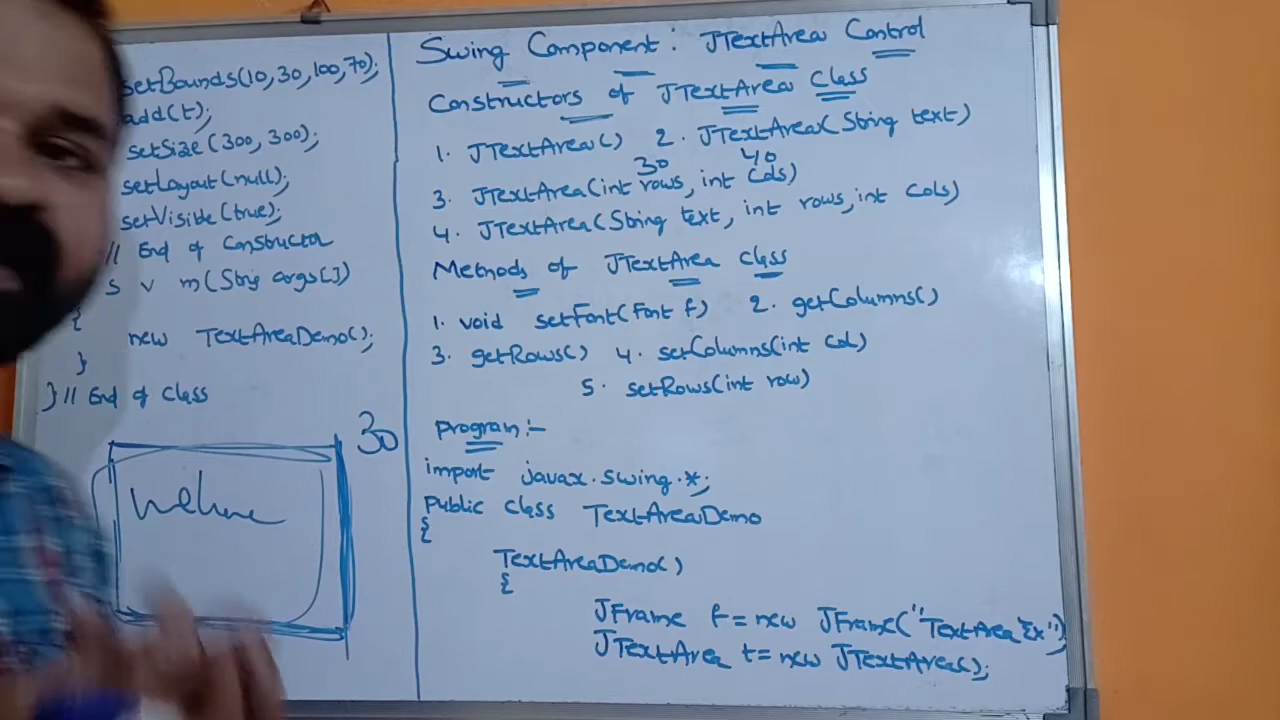 setBounds(10,30,100,70);
add(t);
setSize(300,300);
setLayout(null);
setVisible(true);
// End of Constructor
s v m(String args[])
{
new TextAreaDemo();
}
} // End of class
30
Welcome
Swing Component: JTextArea Control
Constructors of JTextArea class
1. JTextArea() 2. JTextArea(String text)
30 40
3. JTextArea(int rows, int cols)
4. JTextArea(String text, int rows, int cols)
Methods of JTextArea class
1. void setFont(Font f) 2. getColumns()
3. getRows() 4. setColumns(int col)
5. setRows(int row)
Program:-
import javax.swing.*;
Public class TextAreaDemo
{
TextAreaDemo()
{
JFrame f=new JFrame("TextArea Ex");
JTextArea t=new JTextArea();